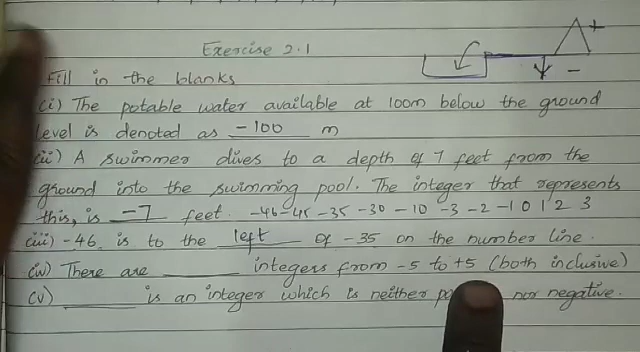 Exercise 2.1
Fill in the blanks
(i) The potable water available at 100m below the ground
level is denoted as -100 m
(ii) A swimmer dives to a depth of 7 feet from the
ground into the swimming pool. The integer that represents
this, is -7 feet. -46 -45 -35 -30 -10 -3 -2 -1 0 1 2 3
(iii) -46 is to the left of -35 on the number line.
(iv) There are ______ integers from -5 to +5 (both inclusive)
(v) ______ is an integer which is neither nor negative.
+
-